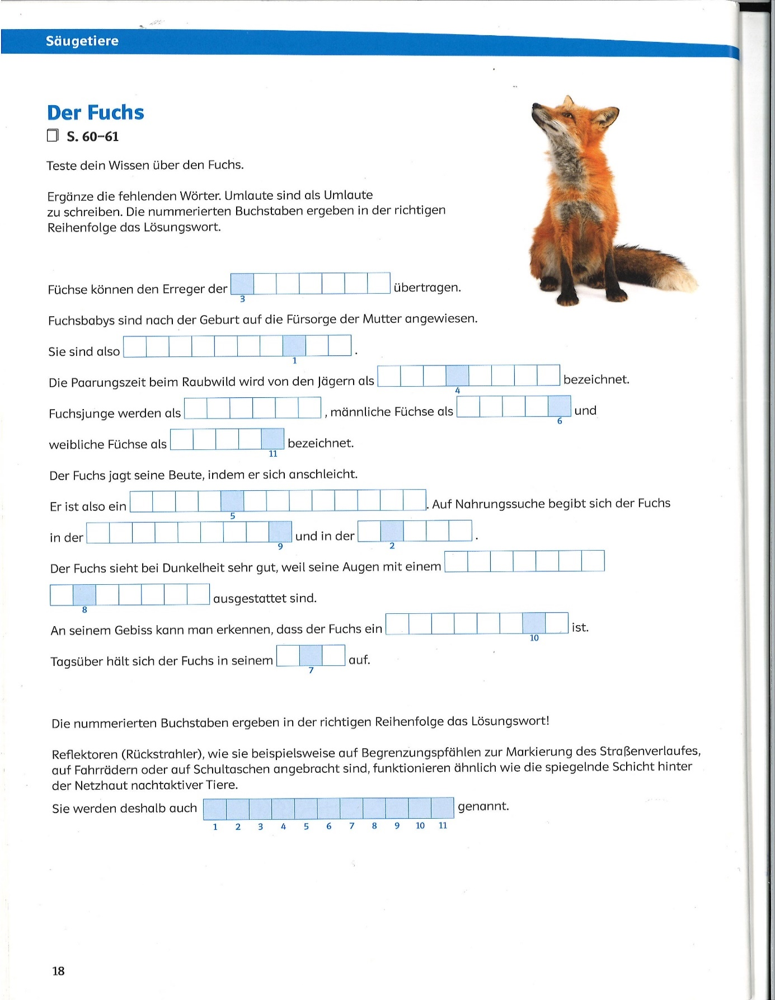 Säugetiere
Der Fuchs
S. 60–61
Teste dein Wissen über den Fuchs.
Ergänze die fehlenden Wörter. Umlaute sind als Umlaute
zu schreiben. Die nummerierten Buchstaben ergeben in der richtigen
Reihenfolge das Lösungswort.
Füchse können den Erreger der übertragen.
3
Fuchsbabys sind nach der Geburt auf die Fürsorge der Mutter angewiesen.
Sie sind also .
1
Die Paarungszeit beim Raubwild wird von den Jägern als bezeichnet.
4
Fuchsjunge werden als , männliche Füchse als und
6
weibliche Füchse als bezeichnet.
11
Der Fuchs jagt seine Beute, indem er sich anschleicht.
Er ist also ein . Auf Nahrungssuche begibt sich der Fuchs
5
in der und in der .
9 2
Der Fuchs sieht bei Dunkelheit sehr gut, weil seine Augen mit einem
ausgestattet sind.
8
An seinem Gebiss kann man erkennen, dass der Fuchs ein ist.
10
Tagsüber hält sich der Fuchs in seinem auf.
7
Die nummerierten Buchstaben ergeben in der richtigen Reihenfolge das Lösungswort!
Reflektoren (Rückstrahler), wie sie beispielsweise auf Begrenzungspfählen zur Markierung des Straßenverlaufes,
auf Fahrrädern oder auf Schultaschen angebracht sind, funktionieren ähnlich wie die spiegelnde Schicht hinter
der Netzhaut nachtaktiver Tiere.
Sie werden deshalb auch genannt.
1 2 3 4 5 6 7 8 9 10 11
18